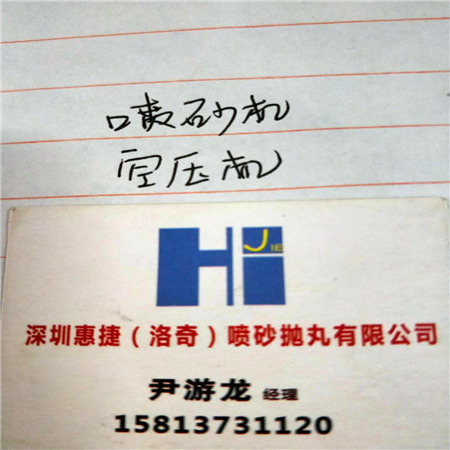 喷砂机
空压机
HiJIE
深圳惠捷（洛奇）喷砂抛丸有限公司
尹游龙 经理
15813731120